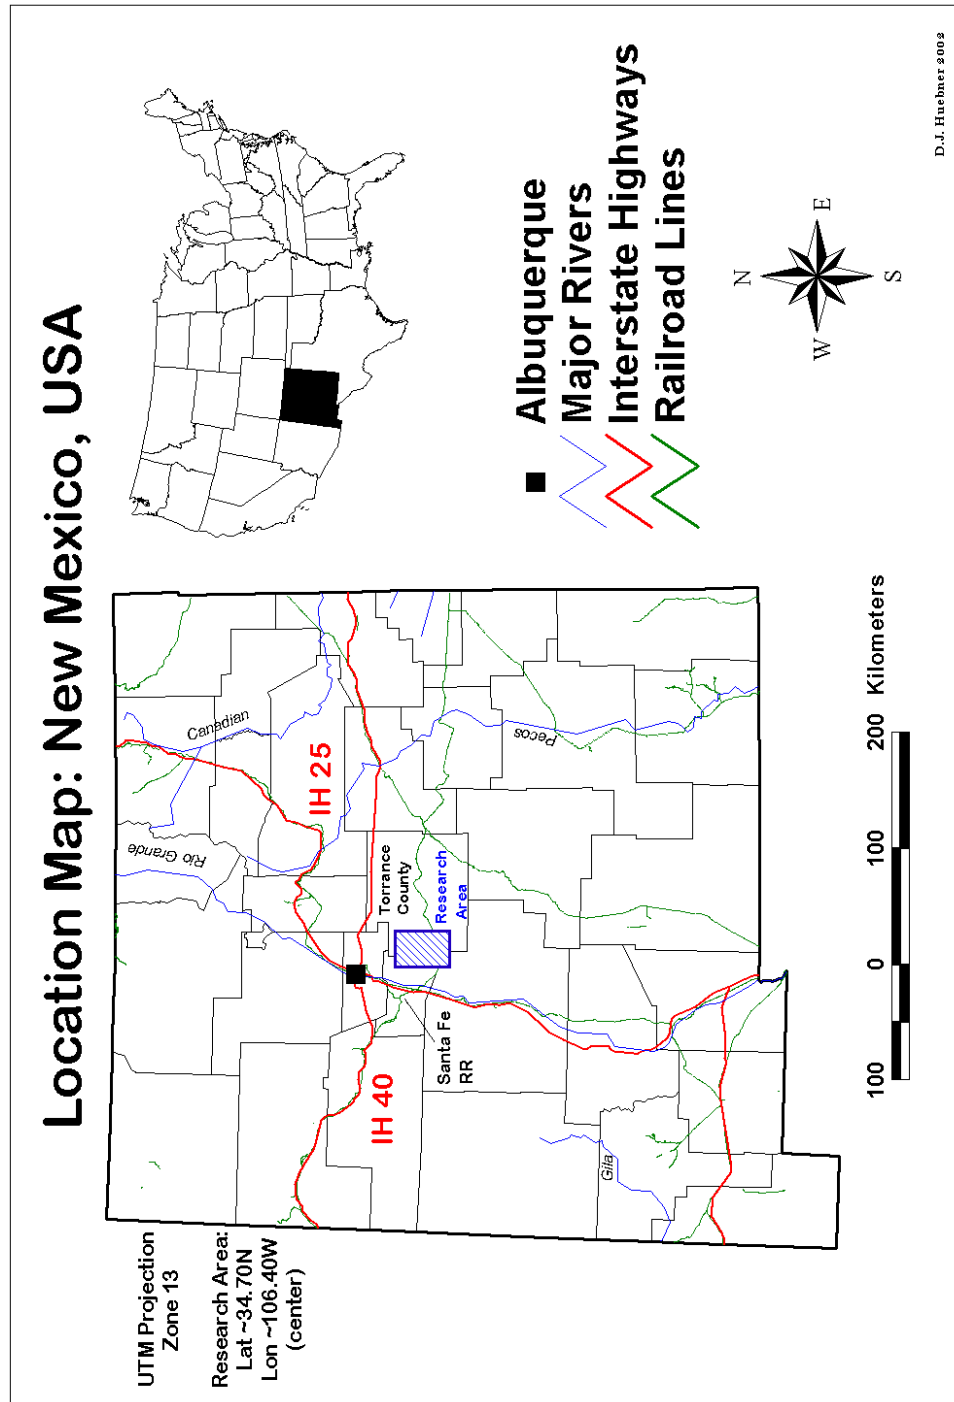 Location Map: New Mexico, USA
UTM Projection
Zone 13
Research Area:
Lat ~34.70N
Lon ~106.40W
(center)
Rio Grande
Canadian
IH 25
IH 40
Torrance
County
Research
Area
Santa Fe
RR
Pecos
Gila
Albuquerque
Major Rivers
Interstate Highways
Railroad Lines
N
W
E
S
100
0
100
200
Kilometers
D.J. Huebner 2002